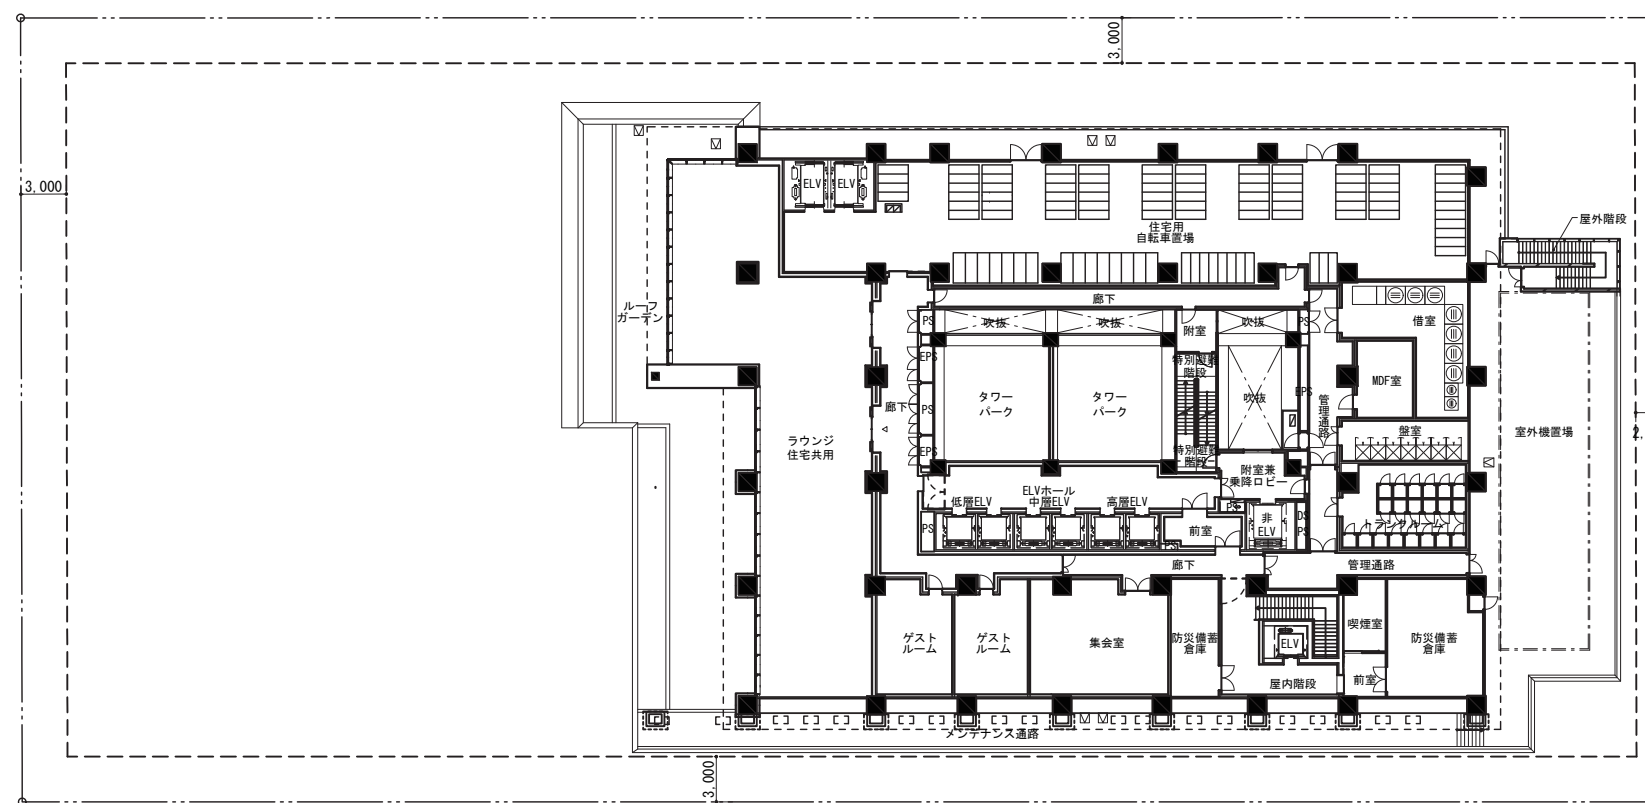 3,000
3,000
ELV
ELV
住宅用
自転車置場
屋外階段
ルーフ
ガーデン
廊下
PS
吹抜
吹抜
附室
吹抜
PS
借室
EPS
特別避難
階段
MDF室
タワー
パーク
タワー
パーク
吹抜
EPS
管理通路
廊下
PS
ラウンジ
住宅共用
EPS
特別避難
階段
盤室
室外機置場
2,
附室兼
乗降ロビー
ELVホール
低層ELV
中層ELV
高層ELV
PS
PS
前室
非
ELV
DS
PS
トランクルーム
PS
廊下
管理通路
ゲスト
ルーム
ゲスト
ルーム
集会室
防災備蓄
倉庫
ELV
喫煙室
防災備蓄
倉庫
屋内階段
前室
メンテナンス通路
3,000